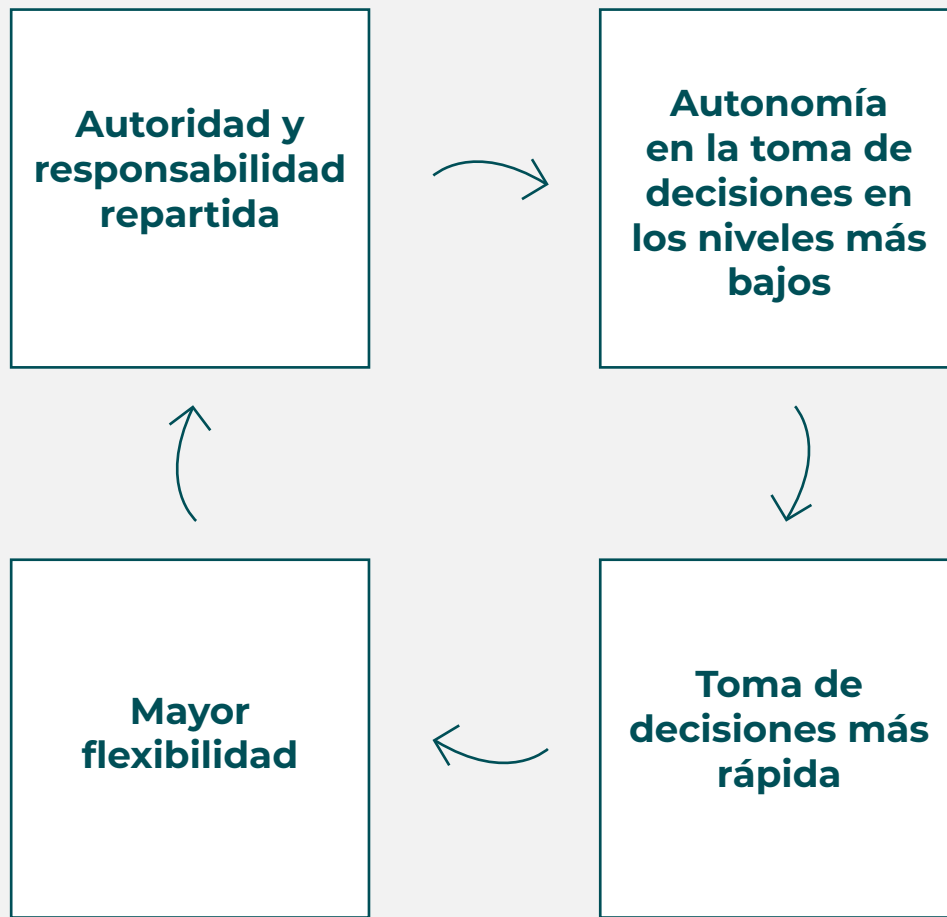 Autoridad y
responsabilidad
repartida
Autonomía
en la toma de
decisiones en
los niveles más
bajos
Toma de
decisiones más
rápida
Mayor
flexibilidad